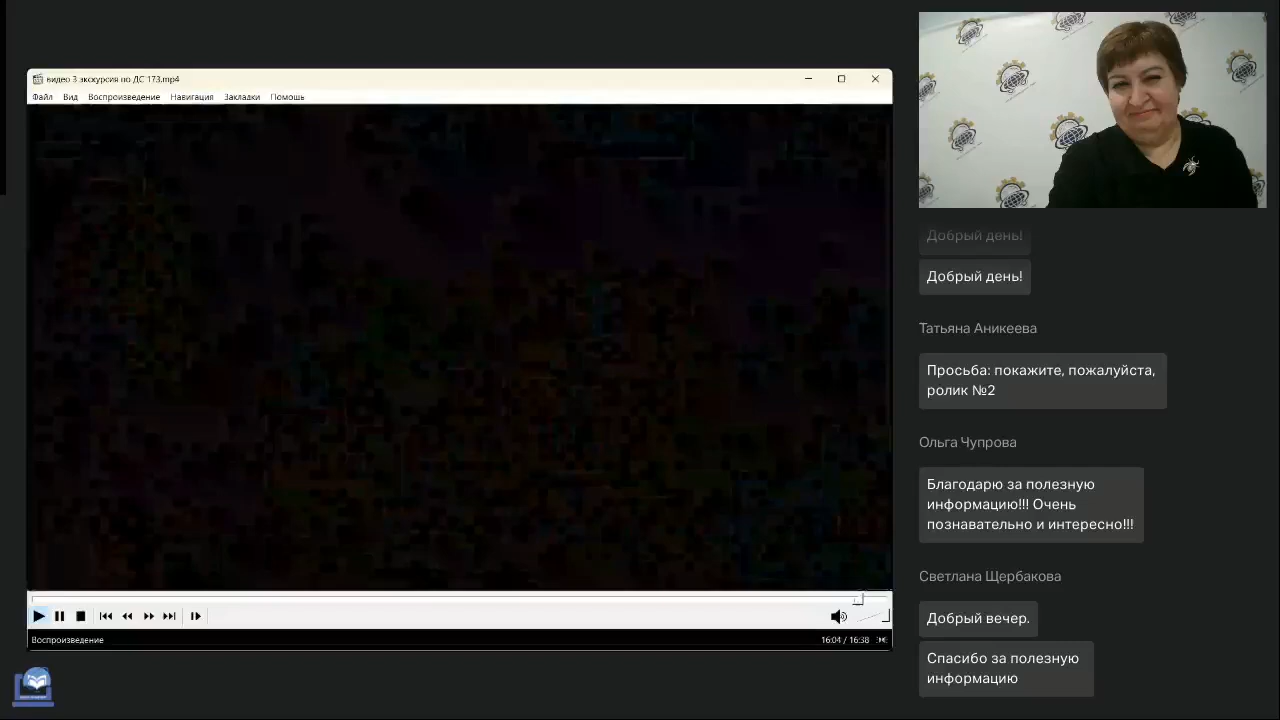 видео 3 экскурсия по ДС 173.mp4
Файл Вид Воспроизведение Навигация Закладки Помощь
Воспроизведение
16:04 / 16:38
Добрый день!
Добрый день!
Татьяна Аникеева
Просьба: покажите, пожалуйста,
ролик №2
Ольга Чупрова
Благодарю за полезную
информацию!!! Очень
познавательно и интересно!!!
Светлана Щербакова
Добрый вечер.
Спасибо за полезную
информацию